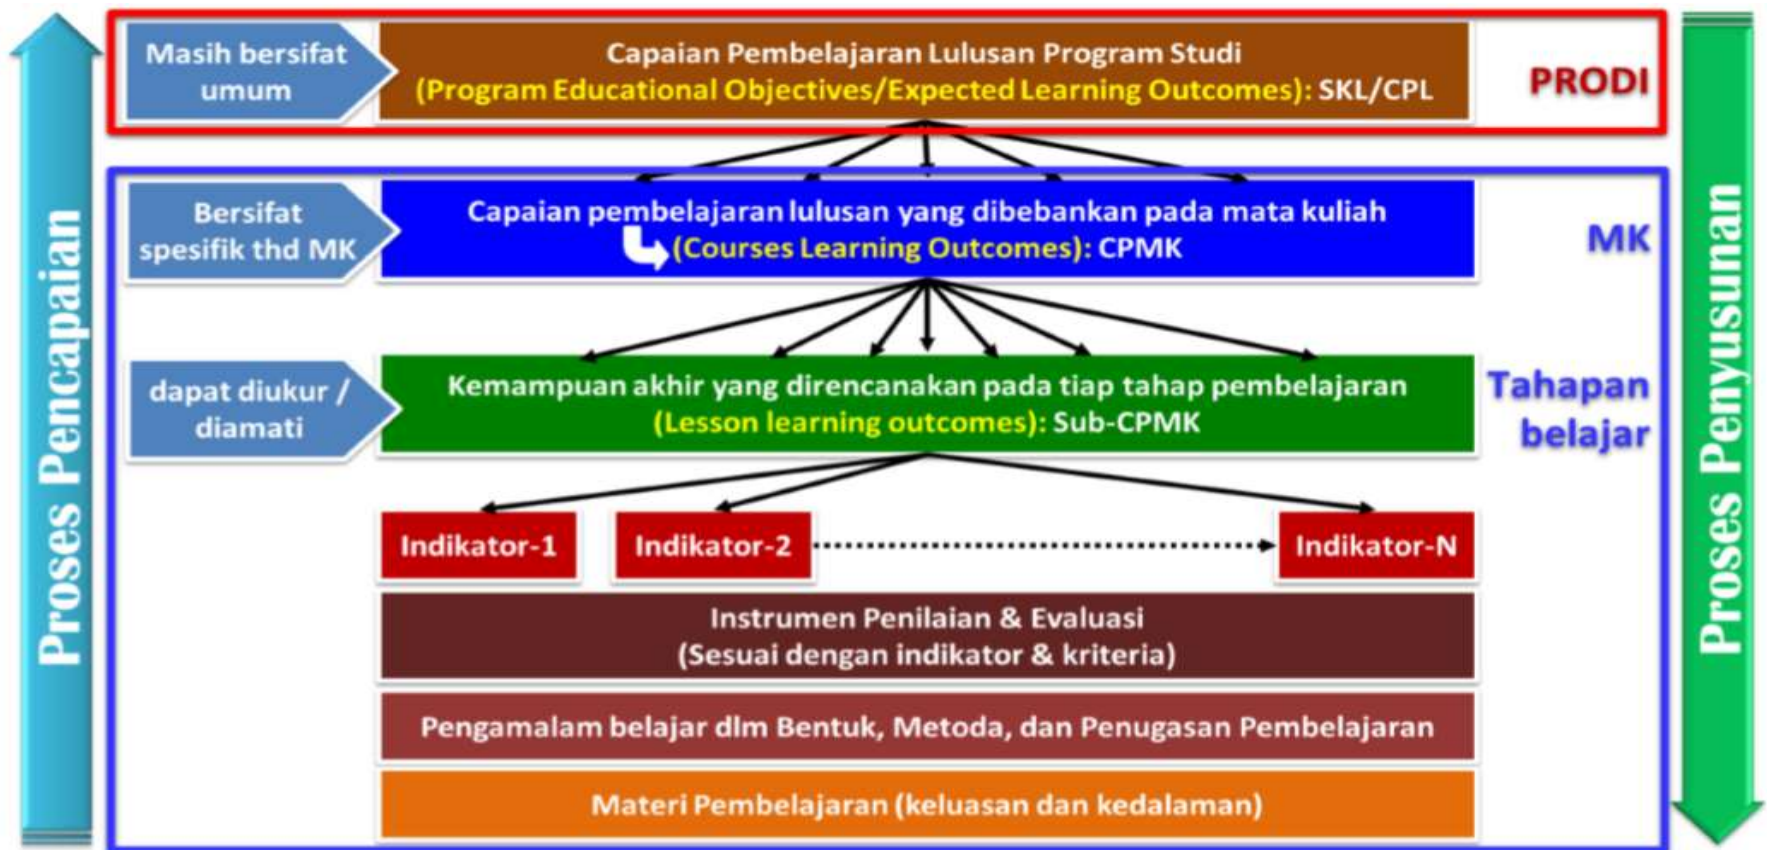 Proses Pencapaian
Masih bersifat
umum
Capaian Pembelajaran Lulusan Program Studi
(Program Educational Objectives/Expected Learning Outcomes): SKL/CPL
PRODI
Bersifat
spesifik thd MK
Capaian pembelajaran lulusan yang dibebankan pada mata kuliah
(Courses Learning Outcomes): CPMK
MK
dapat diukur /
diamati
Kemampuan akhir yang direncanakan pada tiap tahap pembelajaran
(Lesson learning outcomes): Sub-CPMK
Tahapan
belajar
Indikator-1
Indikator-2
Indikator-N
Instrumen Penilaian & Evaluasi
(Sesuai dengan indikator & kriteria)
Pengamalam belajar dlm Bentuk, Metoda, dan Penugasan Pembelajaran
Materi Pembelajaran (keluasan dan kedalaman)
Proses Penyusunan